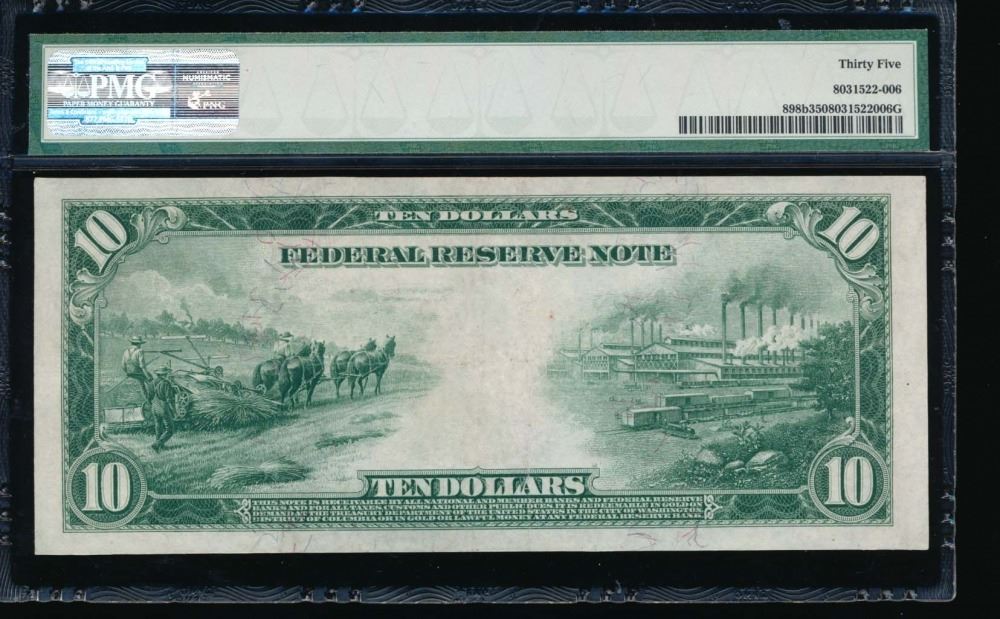 PMG
PAPER MONEY GUARANTY
NUMISMATIC
PNG
Thirty Five
8031522-006
898b3508031522006G
TEN DOLLARS
10
10
FEDERAL RESERVE NOTE
10
TEN DOLLARS
10
THIS NOTE IS RECEIVABLE BY ALL NATIONAL AND MEMBER BANKS AND FEDERAL RESERVE
BANKS AND FOR ALL TAXES, CUSTOMS AND OTHER PUBLIC DUES. IT IS REDEEMABLE IN GOLD
ON DEMAND AT THE TREASURY DEPARTMENT OF THE UNITED STATES IN THE CITY OF WASHINGTON,
DISTRICT OF COLUMBIA OR IN GOLD OR LAWFUL MONEY AT ANY FEDERAL RESERVE BANK.